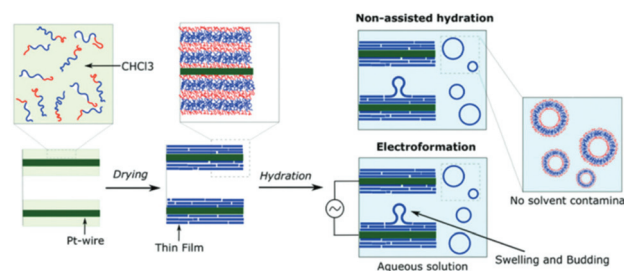 Non-assisted hydration
CHCl3
Electroformation
Drying
Hydration
No solvent contamina
Pt-wire
Thin Film
Swelling and Budding
Aqueous solution